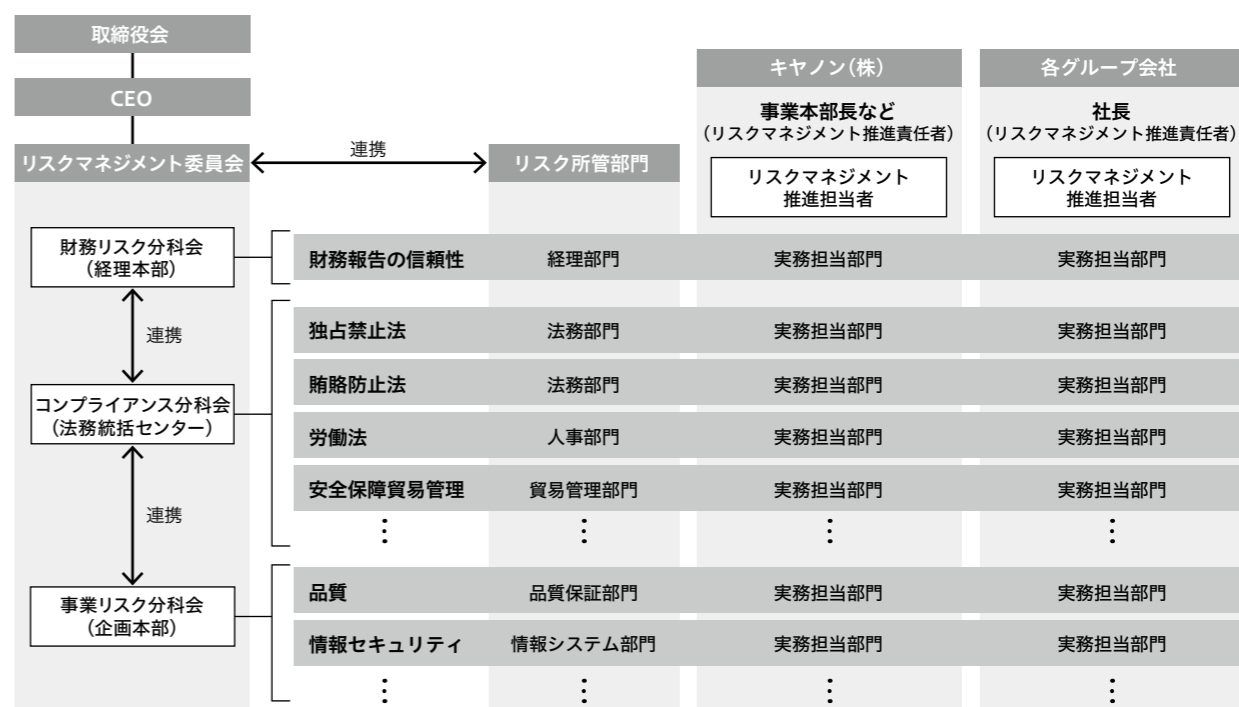 取締役会
CEO
リスクマネジメント委員会
連携
リスク所管部門
キヤノン(株)
事業本部長など
(リスクマネジメント推進責任者)
リスクマネジメント
推進担当者
各グループ会社
社長
(リスクマネジメント推進責任者)
リスクマネジメント
推進担当者
財務リスク分科会
(経理本部)
連携
コンプライアンス分科会
(法務統括センター)
連携
事業リスク分科会
(企画本部)
財務報告の信頼性 経理部門 実務担当部門 実務担当部門
独占禁止法 法務部門 実務担当部門 実務担当部門
賄賂防止法 法務部門 実務担当部門 実務担当部門
労働法 人事部門 実務担当部門 実務担当部門
安全保障貿易管理 貿易管理部門 実務担当部門 実務担当部門
⋮ ⋮ ⋮ ⋮
品質 品質保証部門 実務担当部門 実務担当部門
情報セキュリティ 情報システム部門 実務担当部門 実務担当部門
⋮ ⋮ ⋮ ⋮